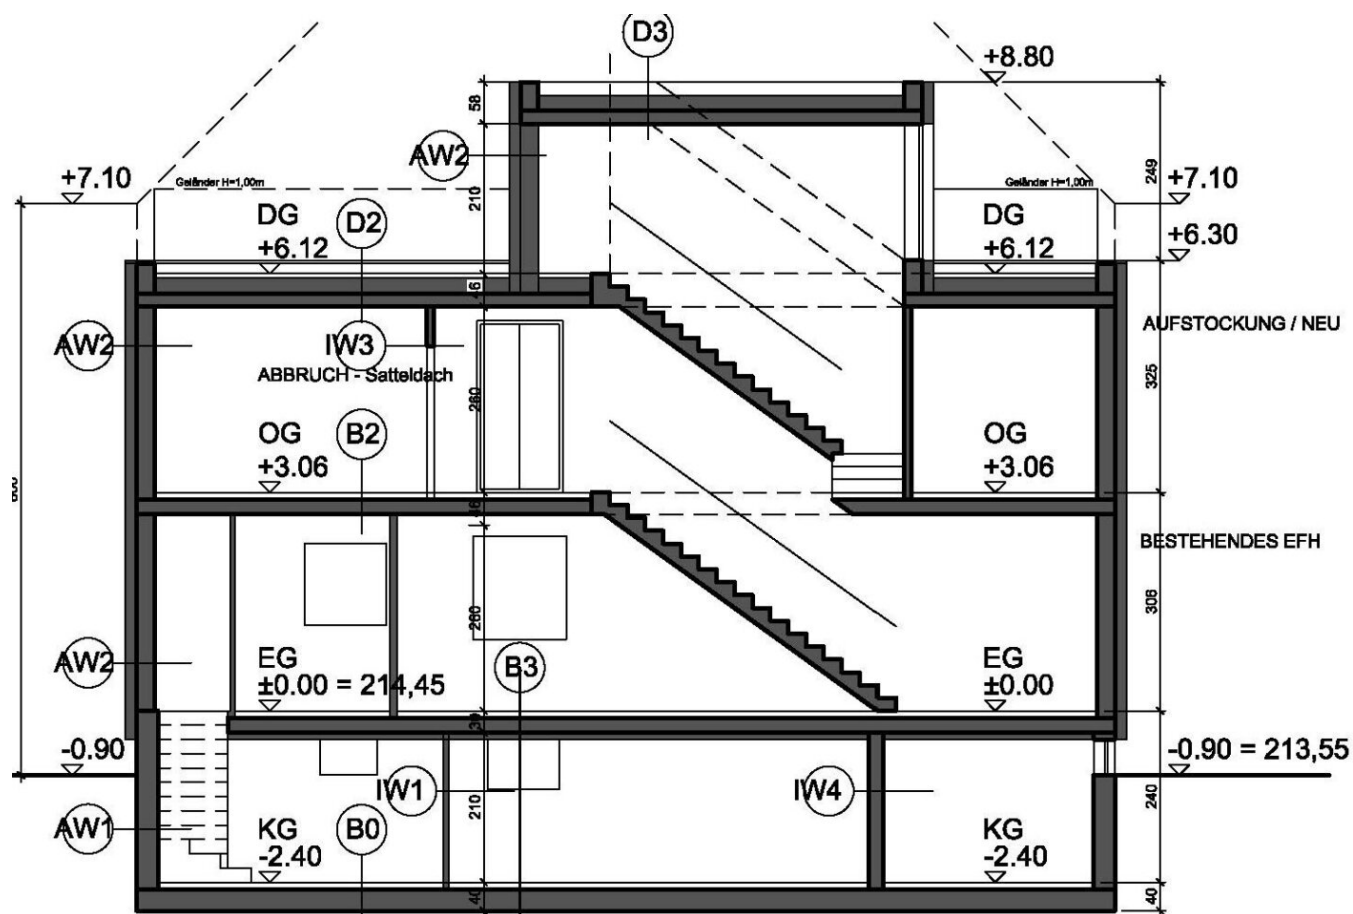 D3
+8.80
58
AW2
+7.10
Geländer H=1,00m
210
Geländer H=1,00m
249
+7.10
DG
D2
DG
+6.12
+6.12
+6.30
AUFSTOCKUNG / NEU
AW2
IW3
ABBRUCH - Satteldach
260
325
B2
OG
OG
+3.06
+3.06
BESTEHENDES EFH
260
308
AW2
EG
B3
EG
±0.00 = 214,45
±0.00
30
-0.90
-0.90 = 213,55
IW1
IW4
210
240
AW1
KG
B0
KG
-2.40
-2.40
40
40